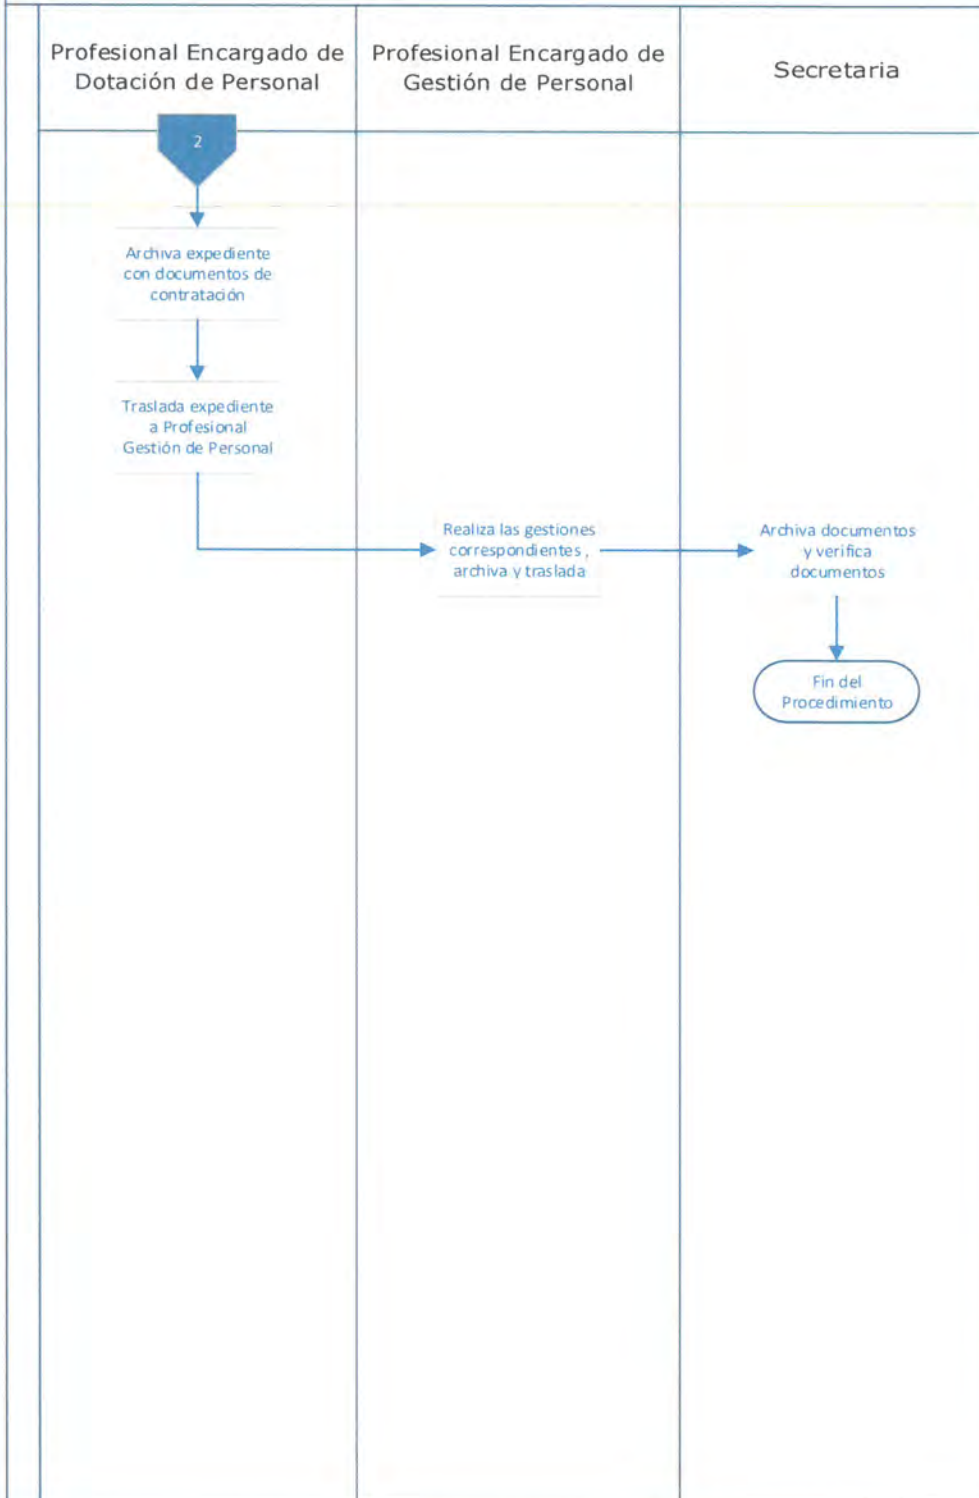 Profesional Encargado de
Dotación de Personal
Profesional Encargado de
Gestión de Personal
Secretaria
2
Archiva expediente
con documentos de
contratación
Traslada expediente
a Profesional
Gestión de Personal
Realiza las gestiones
correspondientes,
archiva y traslada
Archiva documentos
y verifica
documentos
Fin del
Procedimiento